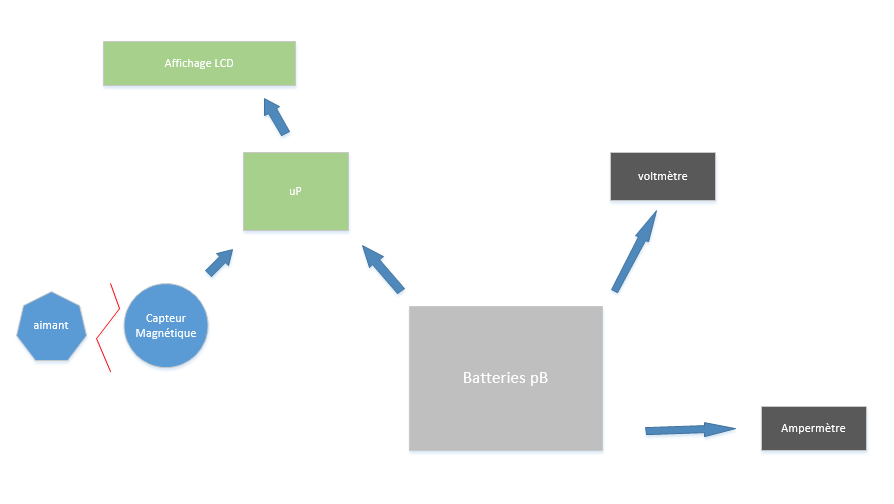 Affichage LCD
uP
voltmètre
aimant
Capteur
Magnétique
Batteries pB
Ampermètre